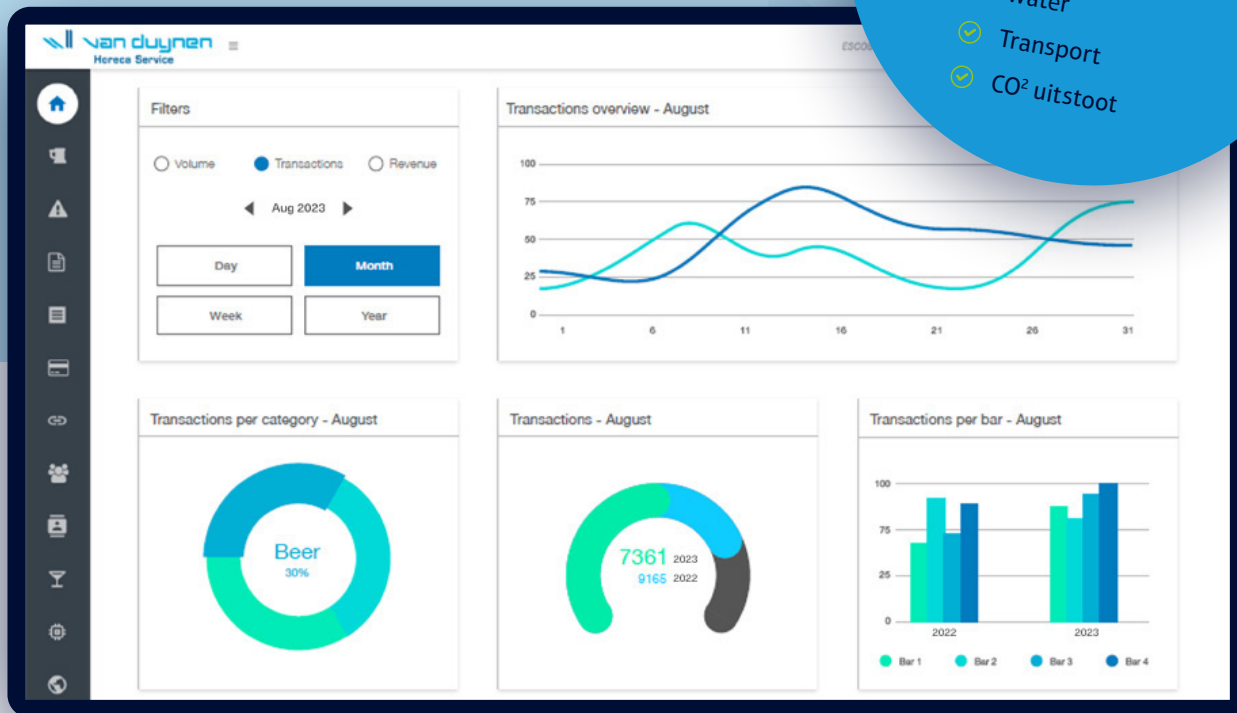 water
Transport
CO² uitstoot
van duynen
Horeca Service
Filters
Volume
Transactions
Revenue
Aug 2023
Day
Month
Week
Year
Transactions overview - August
100
75
50
25
0
1 6 11 16 21 26 31
Transactions per category - August
Beer
30%
Transactions - August
7361 2023
9165 2022
Transactions per bar - August
100
75
25
0
2022 2023
Bar 1 Bar 2 Bar 3 Bar 4